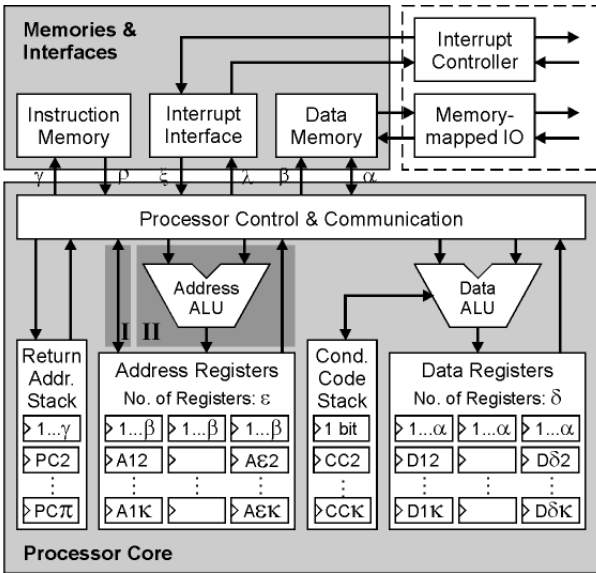 Memories &
Interfaces
Interrupt
Controller
Instruction
Memory
Interrupt
Interface
Data
Memory
Memory-
mapped IO
γ ρ ξ λ β α
Processor Control & Communication
Address
ALU
Data
ALU
I II
Return
Addr.
Stack
Address Registers
No. of Registers: ε
Cond.
Code
Stack
Data Registers
No. of Registers: δ
1...γ 1...β 1...β 1...β 1 bit 1...α 1...α 1...α
PC2 A12 Aε2 CC2 D12 Dδ2
PCπ A1κ Aεκ CCκ D1κ Dδκ
Processor Core